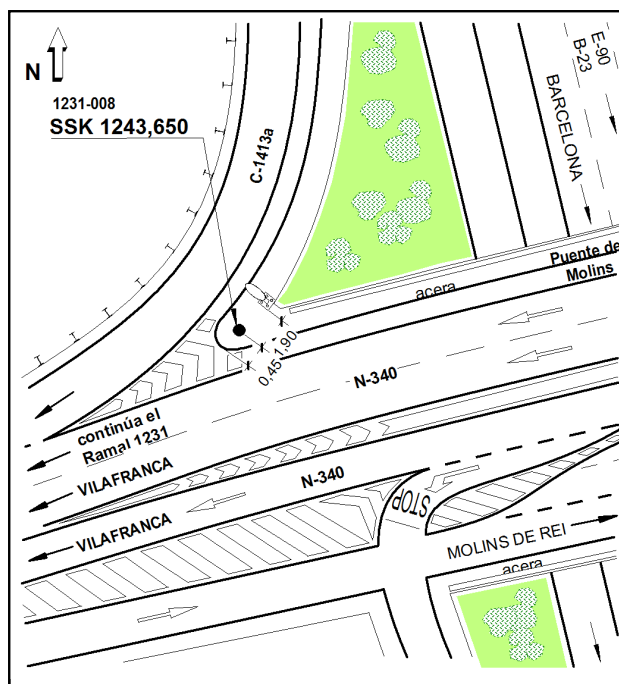 N
1231-008
SSK 1243,650
C-1413a
E-90
B-23
BARCELONA
Puente de
Molins
acera
0,45
1,90
N-340
continúa el
Ramal 1231
VILAFRANCA
N-340
STOP
VILAFRANCA
MOLINS DE REI
acera